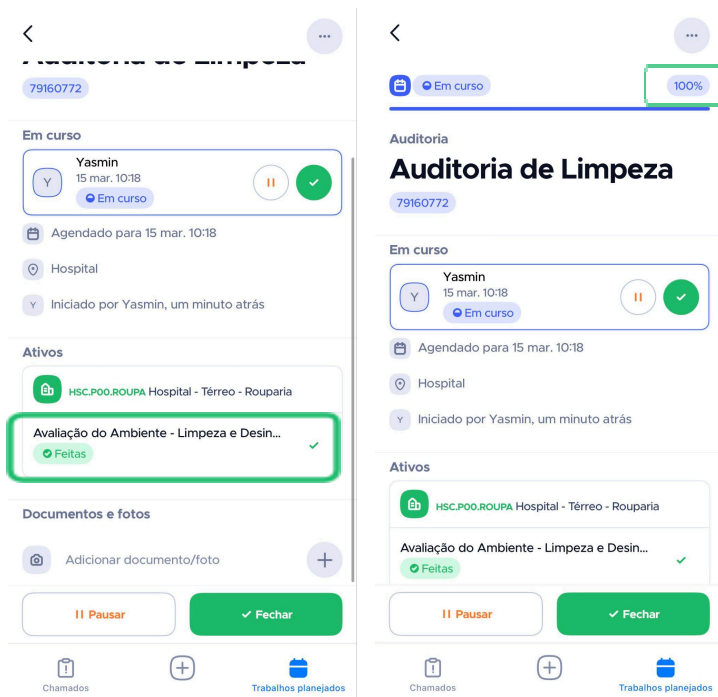 ...
Auditoria de Limpeza
79160772
Em curso
Y
Yasmin
15 mar. 10:18
Em curso
Agendado para 15 mar. 10:18
Hospital
Y
Iniciado por Yasmin, um minuto atrás
Ativos
HSC.P00.ROUPA Hospital - Térreo - Rouparia
Avaliação do Ambiente - Limpeza e Desin...
Feitas
Documentos e fotos
Adicionar documento/foto
Pausar
Fechar
Chamados
Trabalhos planejados
...
Em curso
100%
Auditoria
Auditoria de Limpeza
79160772
Em curso
Y
Yasmin
15 mar. 10:18
Em curso
Agendado para 15 mar. 10:18
Hospital
Y
Iniciado por Yasmin, um minuto atrás
Ativos
HSC.P00.ROUPA Hospital - Térreo - Rouparia
Avaliação do Ambiente - Limpeza e Desin...
Feitas
Pausar
Fechar
Chamados
Trabalhos planejados